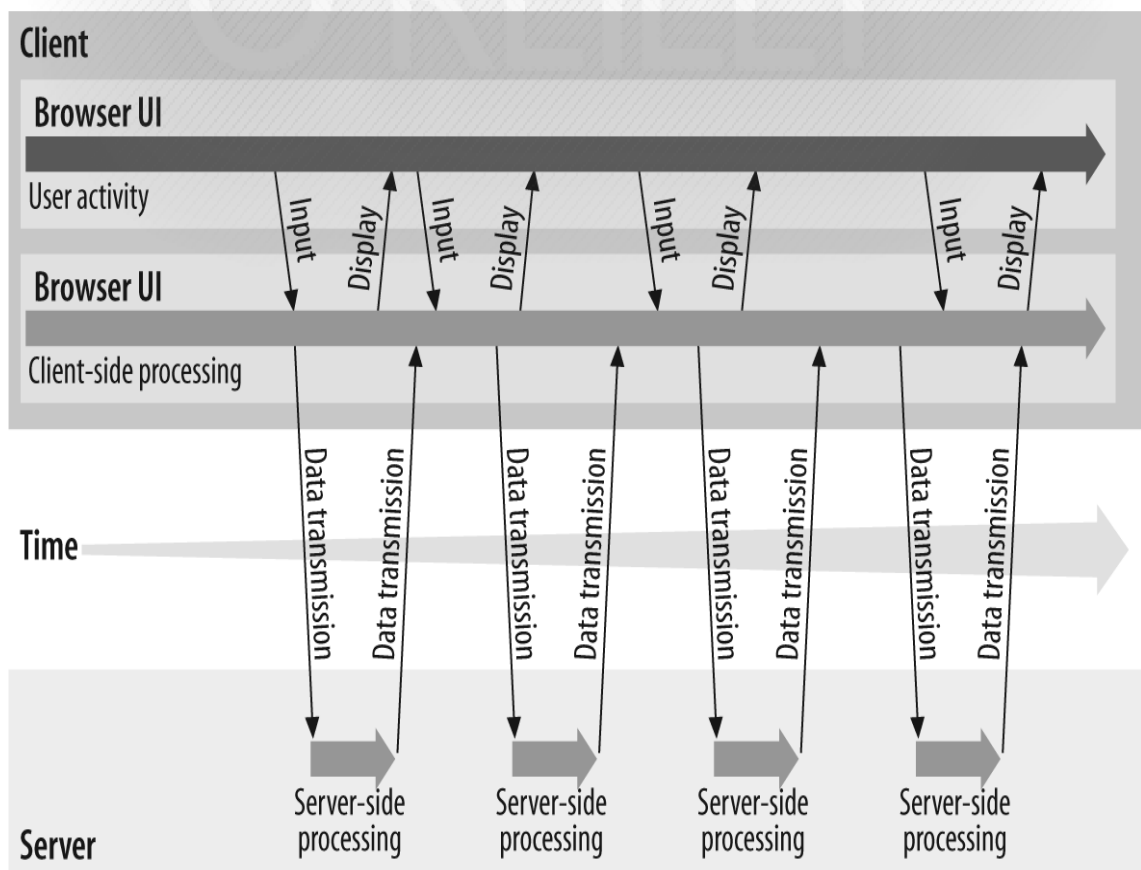 O'REILLY
Client
Browser UI
User activity
Input
Display
Input
Display
Input
Display
Input
Display
Browser UI
Client-side processing
Data transmission
Data transmission
Data transmission
Data transmission
Data transmission
Data transmission
Data transmission
Data transmission
Time
Server-side
processing
Server-side
processing
Server-side
processing
Server-side
processing
Server